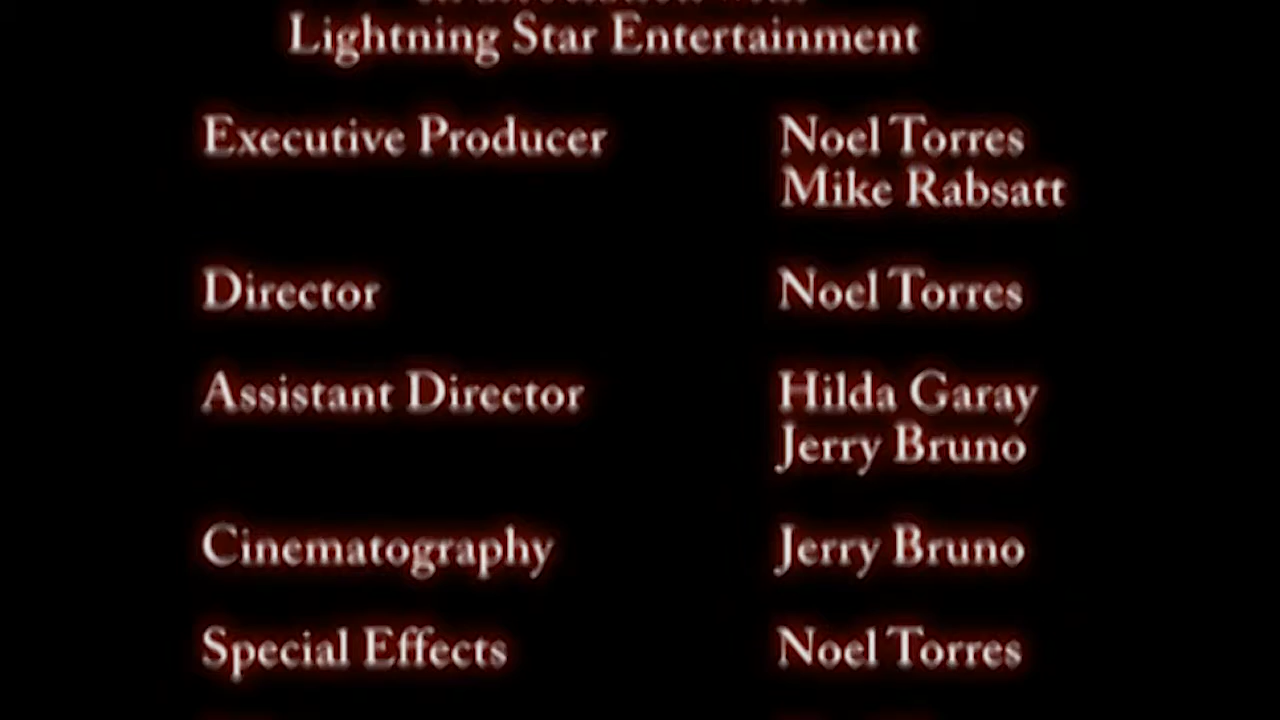 Lightning Star Entertainment
Executive Producer Noel Torres
Mike Rabsatt
Director Noel Torres
Assistant Director Hilda Garay
Jerry Bruno
Cinematography Jerry Bruno
Special Effects Noel Torres